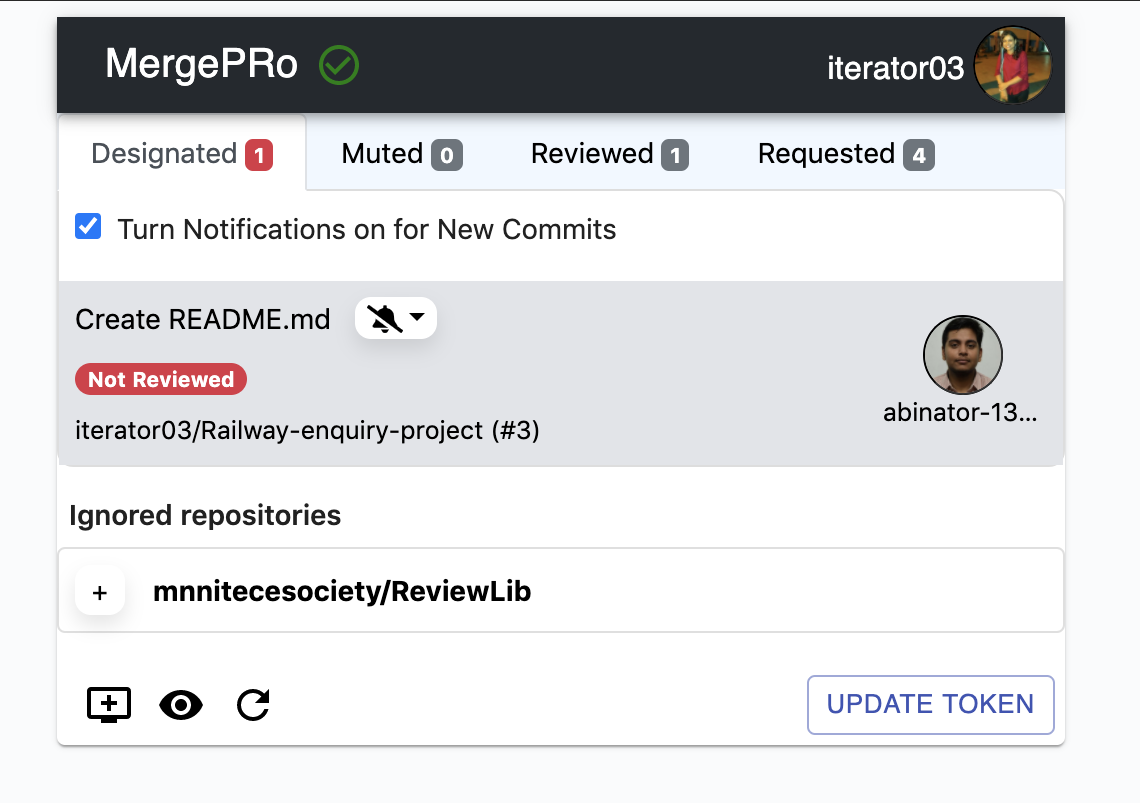 MergePRo
iterator03
Designated 1
Muted 0
Reviewed 1
Requested 4
Turn Notifications on for New Commits
Create README.md
Not Reviewed
iterator03/Railway-enquiry-project (#3)
abinator-13...
Ignored repositories
+ mnnitecesociety/ReviewLib
UPDATE TOKEN